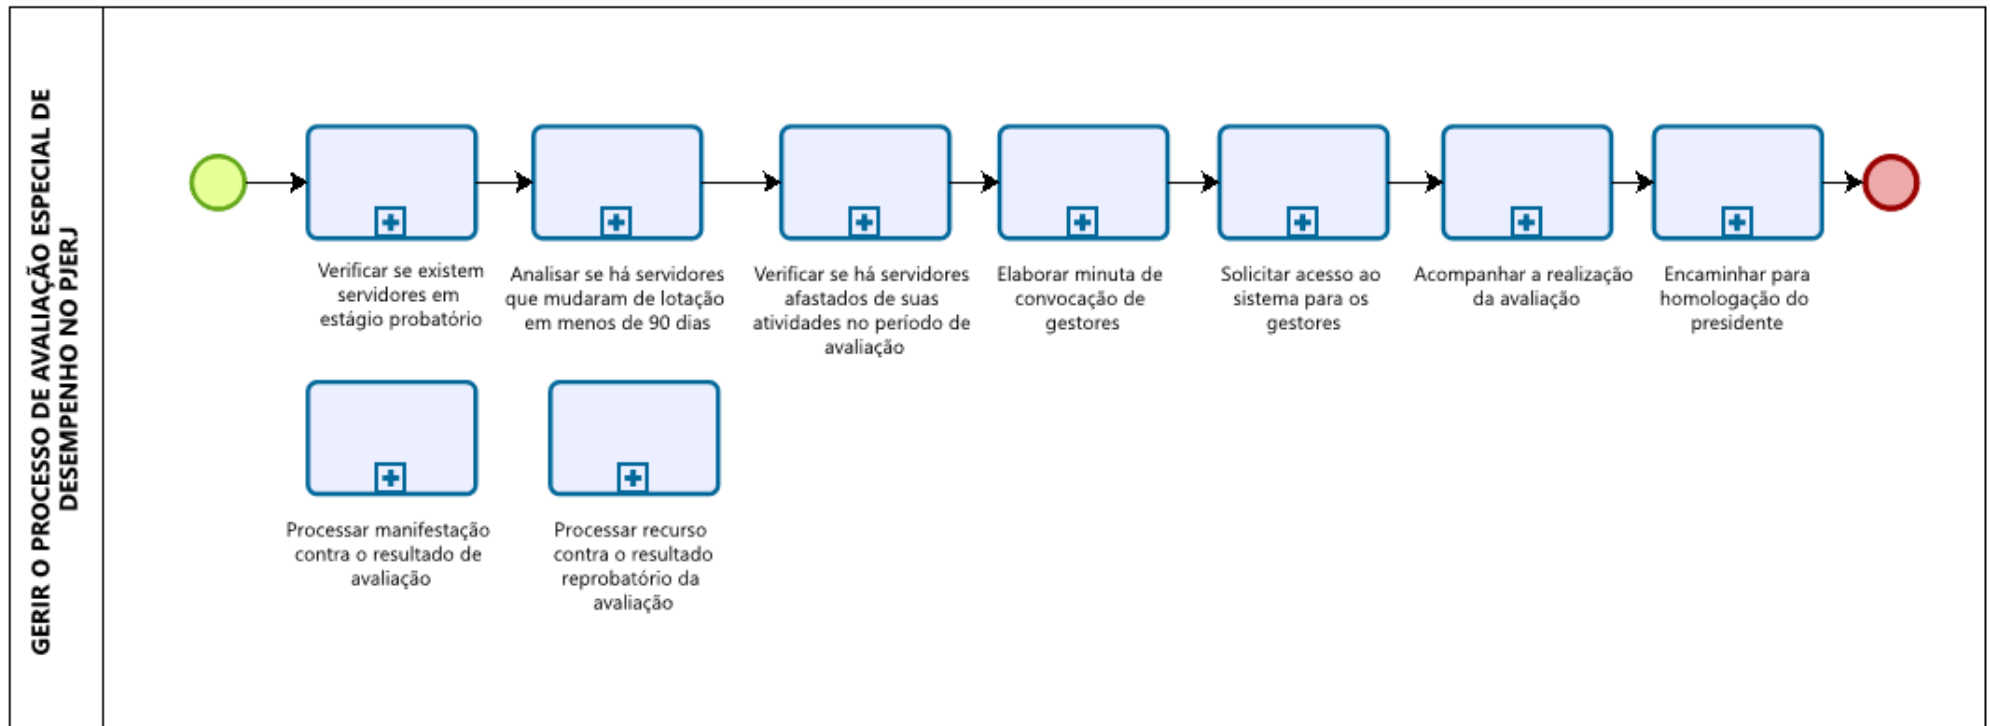 GERIR O PROCESSO DE AVALIAÇÃO ESPECIAL DE
DESEMPENHO NO PJERJ
Verificar se existem
servidores em
estágio probatório
Analisar se há servidores
que mudaram de lotação
em menos de 90 dias
Verificar se há servidores
afastados de suas
atividades no período de
avaliação
Elaborar minuta de
convocação de
gestores
Solicitar acesso ao
sistema para os
gestores
Acompanhar a realização
da avaliação
Encaminhar para
homologação do
presidente
Processar manifestação
contra o resultado de
avaliação
Processar recurso
contra o resultado
reprobatório da
avaliação